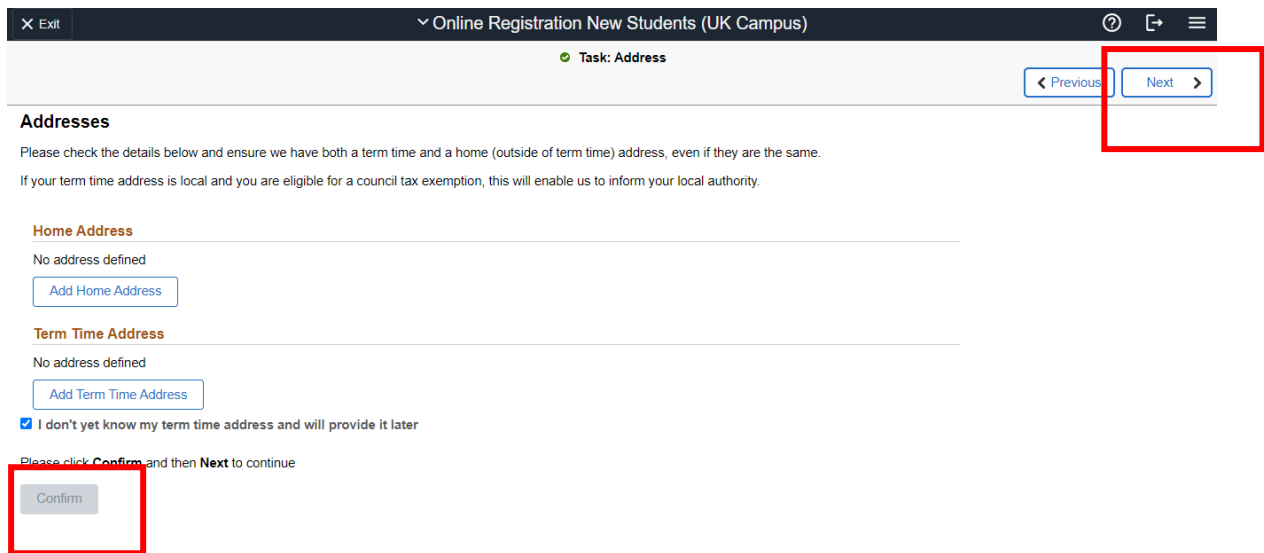 Exit
Online Registration New Students (UK Campus)
Task: Address
Previous
Next
Addresses
Please check the details below and ensure we have both a term time and a home (outside of term time) address, even if they are the same.
If your term time address is local and you are eligible for a council tax exemption, this will enable us to inform your local authority.
Home Address
No address defined
Add Home Address
Term Time Address
No address defined
Add Term Time Address
I don't yet know my term time address and will provide it later
Please click Confirm and then Next to continue
Confirm